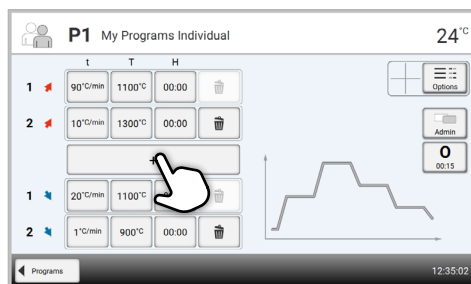 P1 My Programs Individual
24°C
t T H
1 90°C/min 1100°C 00:00
Options
2 10°C/min 1300°C 00:00
Admin
+
O
00:15
1 20°C/min 1100°C
2 1°C/min 900°C 00:00
Programs
12:35:02